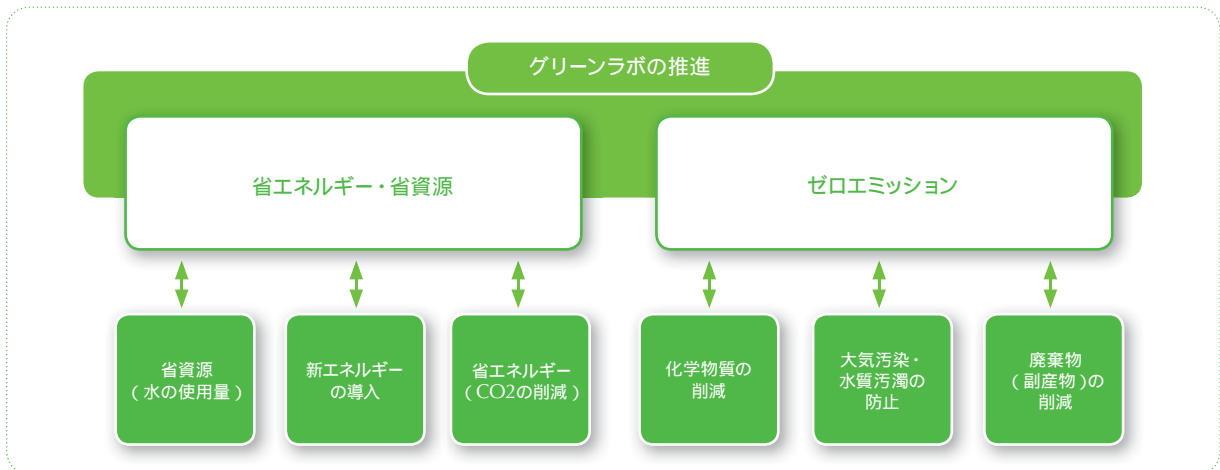 グリーンラボの推進
省エネルギー・省資源
ゼロエミッション
省資源
(水の使用量)
新エネルギー
の導入
省エネルギー
(CO2の削減)
化学物質の
削減
大気汚染・
水質汚濁の
防止
廃棄物
(副産物)の
削減